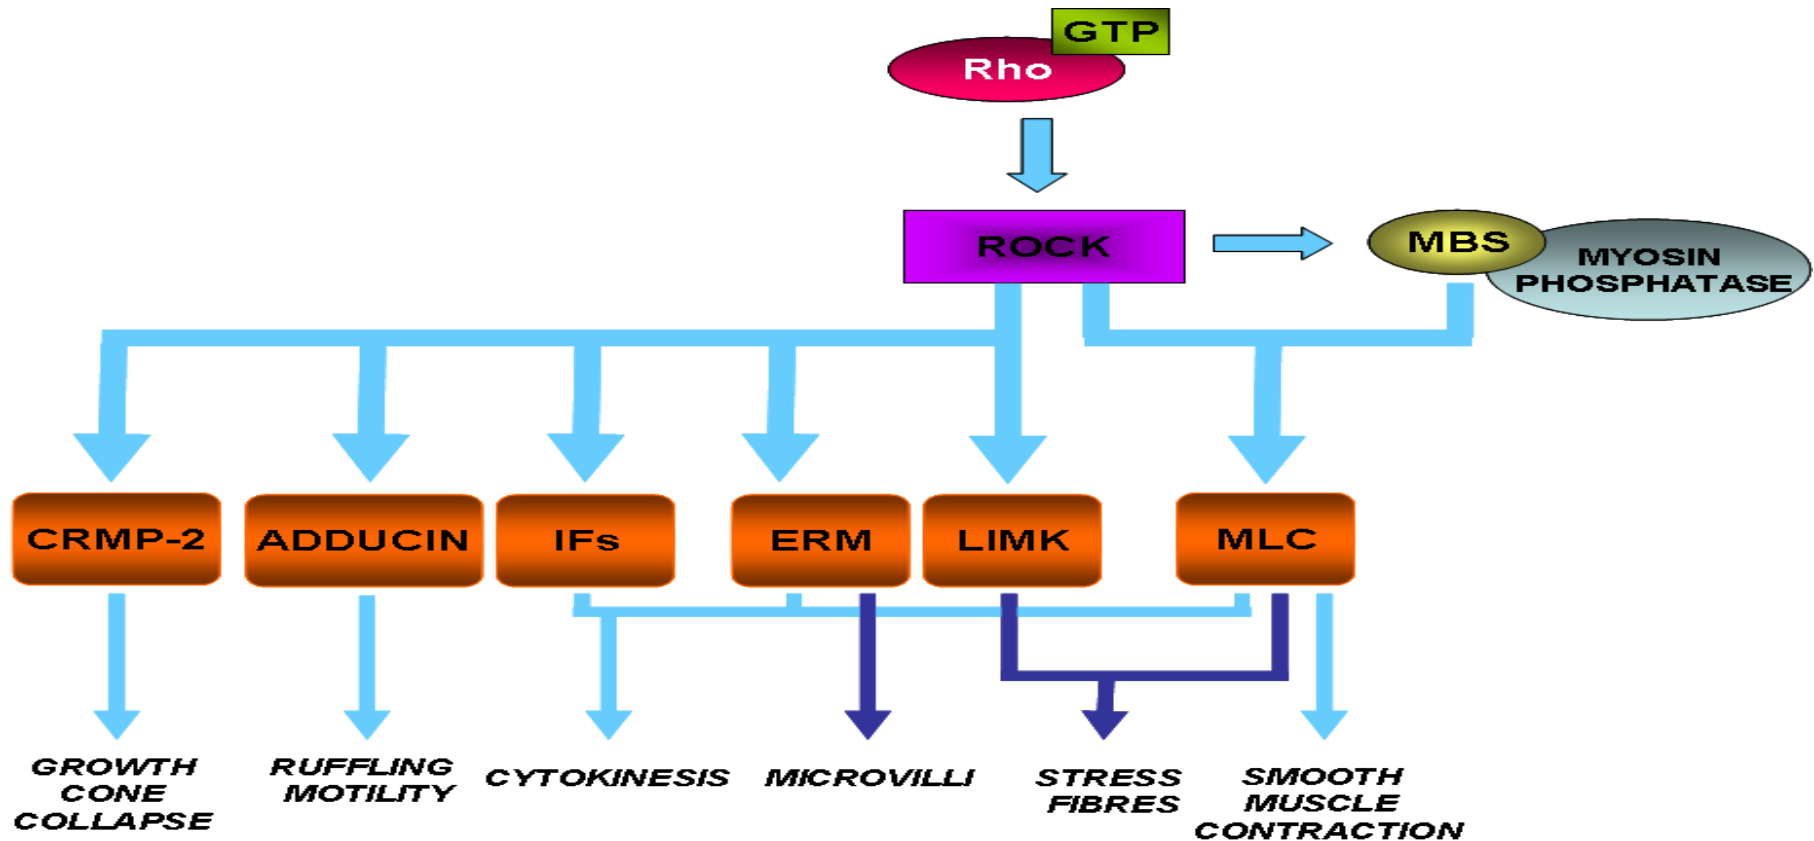 GTP
Rho
ROCK
MBS
MYOSIN
PHOSPHATASE
CRMP-2
ADDUCIN
IFs
ERM
LIMK
MLC
GROWTH
CONE
COLLAPSE
RUFFLING
MOTILITY
CYTOKINESIS
MICROVILLI
STRESS
FIBRES
SMOOTH
MUSCLE
CONTRACTION